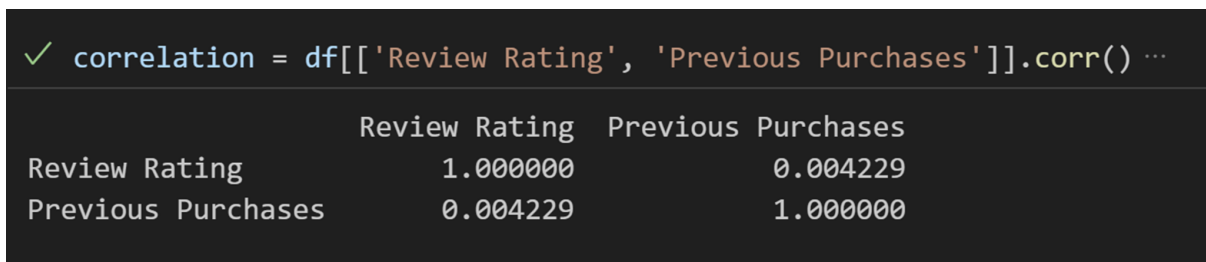 correlation = df[['Review Rating', 'Previous Purchases']].corr() ...
Review Rating  Previous Purchases
Review Rating  1.000000  0.004229
Previous Purchases  0.004229  1.000000